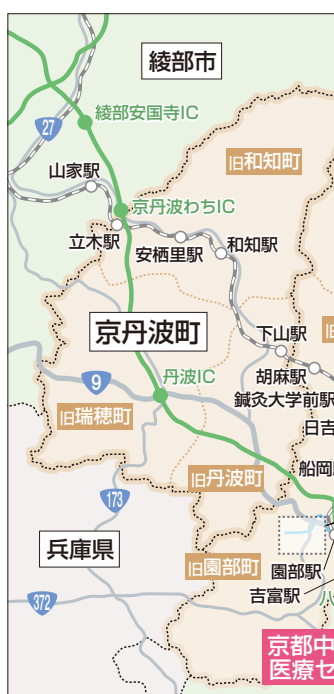 綾部市
綾部安国寺IC
27
旧和知町
山家駅
京丹波わちIC
立木駅
安栖里駅
和知駅
京丹波町
下山駅
旧
胡麻駅
9
丹波IC
鍼灸大学前駅
旧瑞穂町
日吉
船岡
旧丹波町
173
兵庫県
旧園部町
園部駅
吉富駅
372
八
京都中
医療セ